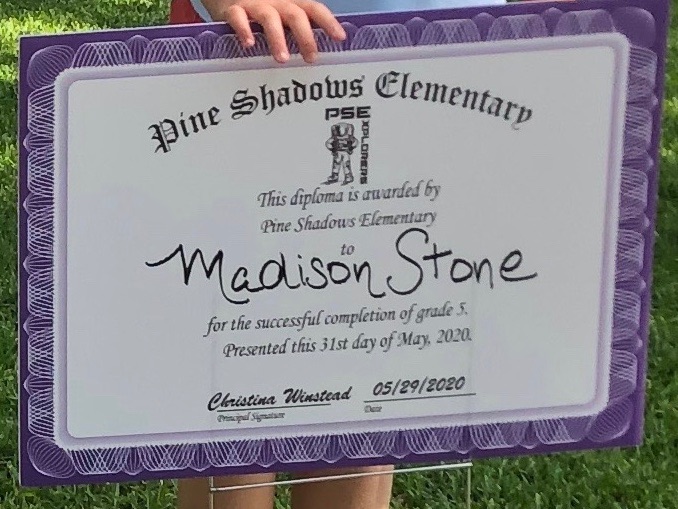 Pine Shadows Elementary
PSE
XPLORERS
This diploma is awarded by
Pine Shadows Elementary
to
Madison Stone
for the successful completion of grade 5.
Presented this 31st day of May, 2020.
Christina Winstead 05/29/2020
Principal Signature Date